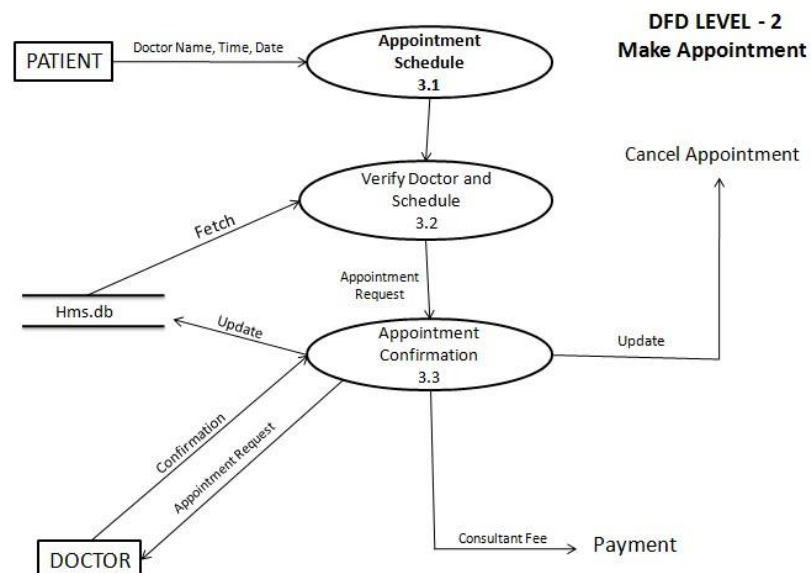 DFD LEVEL - 2
Make Appointment
PATIENT
Doctor Name, Time, Date
Appointment
Schedule
3.1
Cancel Appointment
Verify Doctor and
Schedule
3.2
Fetch
Appointment
Request
Hms.db
Update
Appointment
Confirmation
3.3
Update
Confirmation
Appointment Request
DOCTOR
Consultant Fee
Payment